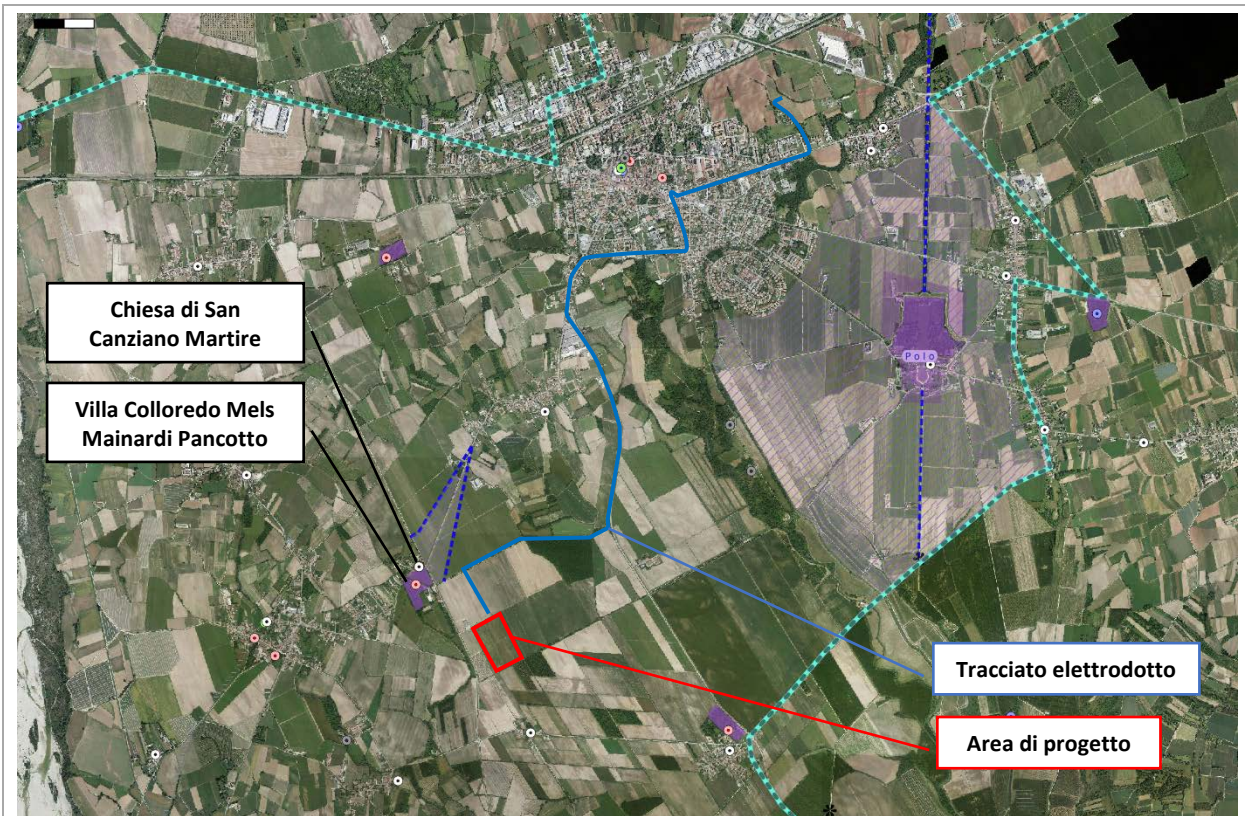 Chiesa di San
Canziano Martire
Villa Colloredo Mels
Mainardi Pancotto
Polo
Tracciato elettrodotto
Area di progetto